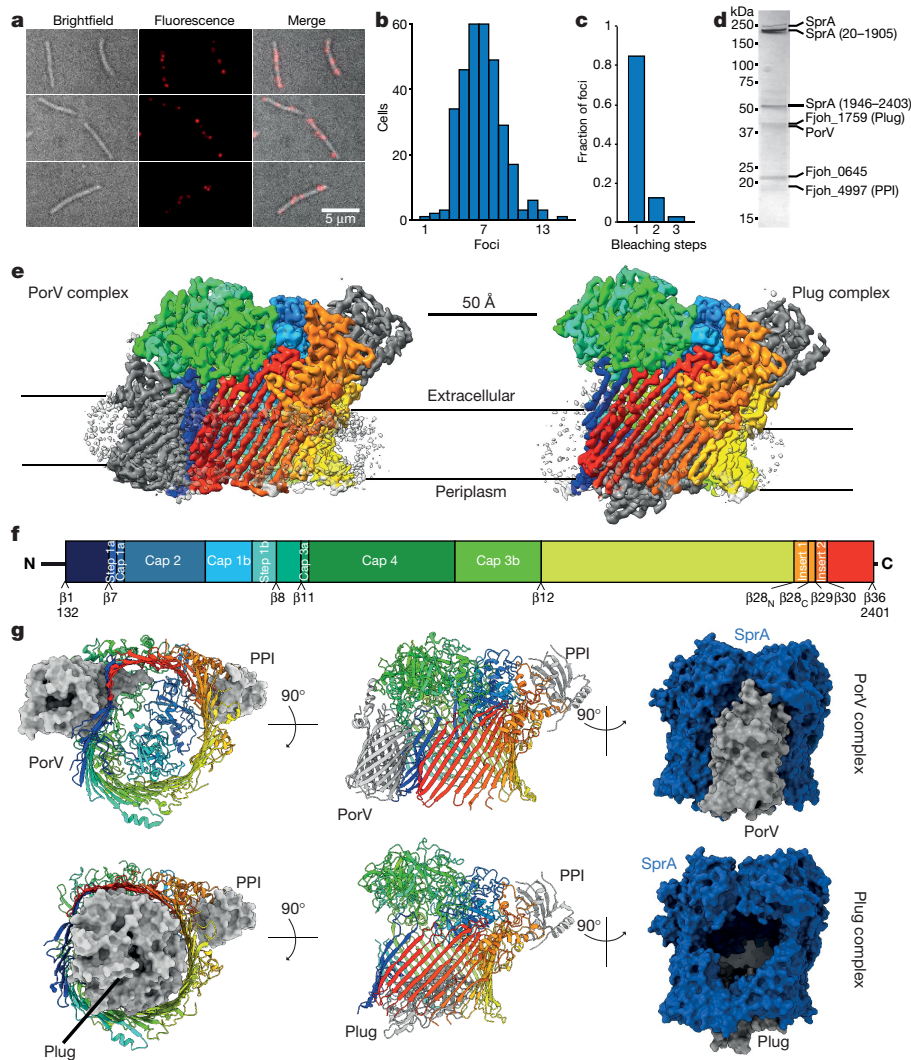 a
Brightfield
Fluorescence
Merge
5 μm
b
Cells
60
40
20
0
1
7
13
Foci
c
Fraction of foci
1
0.8
0.6
0.4
0.2
0
1 2 3
Bleaching steps
d
kDa
250
150
100
75
50
37
25
20
15
SprA
SprA (20–1905)
SprA (1946–2403)
Fjoh_1759 (Plug)
PorV
Fjoh_0645
Fjoh_4997 (PPI)
e
PorV complex
50 Å
Plug complex
Extracellular
Periplasm
f
N
Step 1a
Cap 1a
Cap 2
Cap 1b
Step 1b
Cap 3a
Cap 4
Cap 3b
Insert 1
Insert 2
C
β1
132
β7
β8
β11
β12
β28N
β28C
β29
β30
β36
2401
g
PPI
PorV
90°
PPI
PorV
90°
SprA
PorV
PorV complex
Plug
90°
PPI
Plug
90°
PPI
SprA
Plug
Plug complex